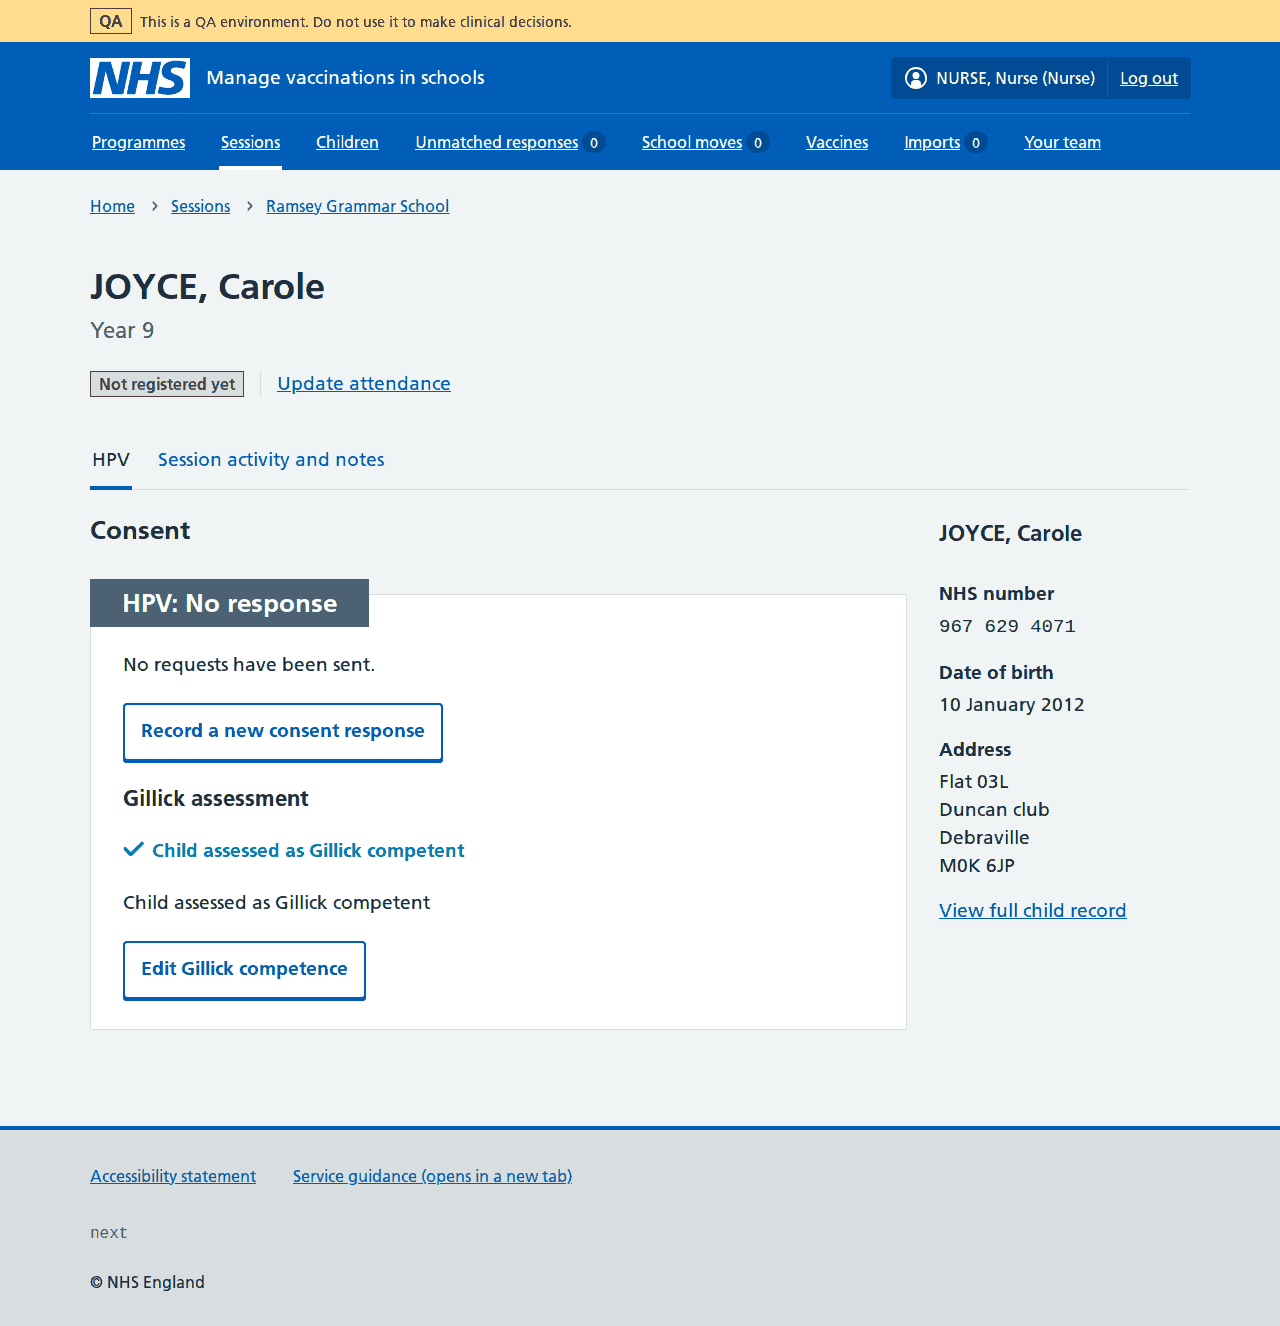 QA This is a QA environment. Do not use it to make clinical decisions.
NHS Manage vaccinations in schools NURSE, Nurse (Nurse) Log out
Programmes Sessions Children Unmatched responses 0 School moves 0 Vaccines Imports 0 Your team
Home Sessions Ramsey Grammar School
JOYCE, Carole
Year 9
Not registered yet Update attendance
HPV Session activity and notes
Consent
HPV: No response
No requests have been sent.
Record a new consent response
Gillick assessment
Child assessed as Gillick competent
Child assessed as Gillick competent
Edit Gillick competence
JOYCE, Carole
NHS number
967 629 4071
Date of birth
10 January 2012
Address
Flat 03L
Duncan club
Debraville
M0K 6JP
View full child record
Accessibility statement Service guidance (opens in a new tab)
next
© NHS England